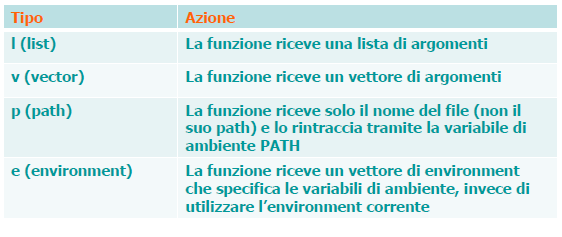 Tipo Azione
l (list) La funzione riceve una lista di argomenti
v (vector) La funzione riceve un vettore di argomenti
p (path) La funzione riceve solo il nome del file (non il
suo path) e lo rintraccia tramite la variabile di
ambiente PATH
e (environment) La funzione riceve un vettore di environment
che specifica le variabili di ambiente, invece di
utilizzare l’environment corrente